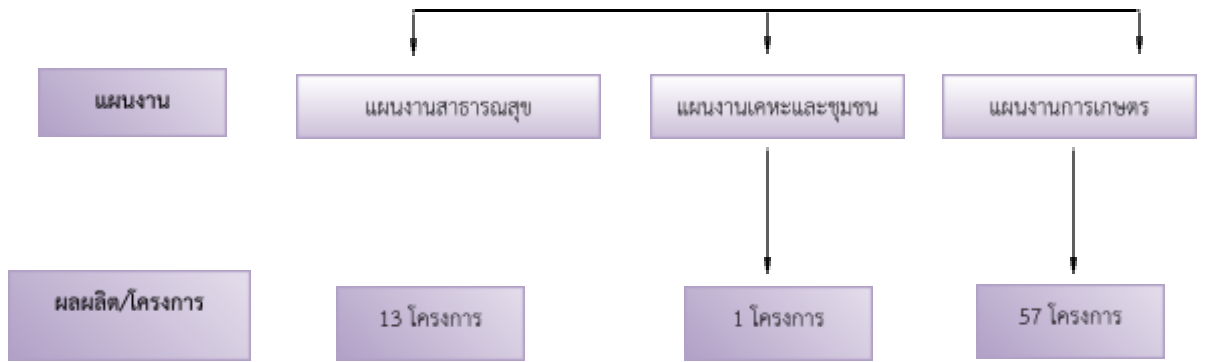 แผนงาน
แผนงานสาธารณสุข
แผนงานเคหะและชุมชน
แผนงานการเกษตร
ผลผลิต/โครงการ
13 โครงการ
1 โครงการ
57 โครงการ